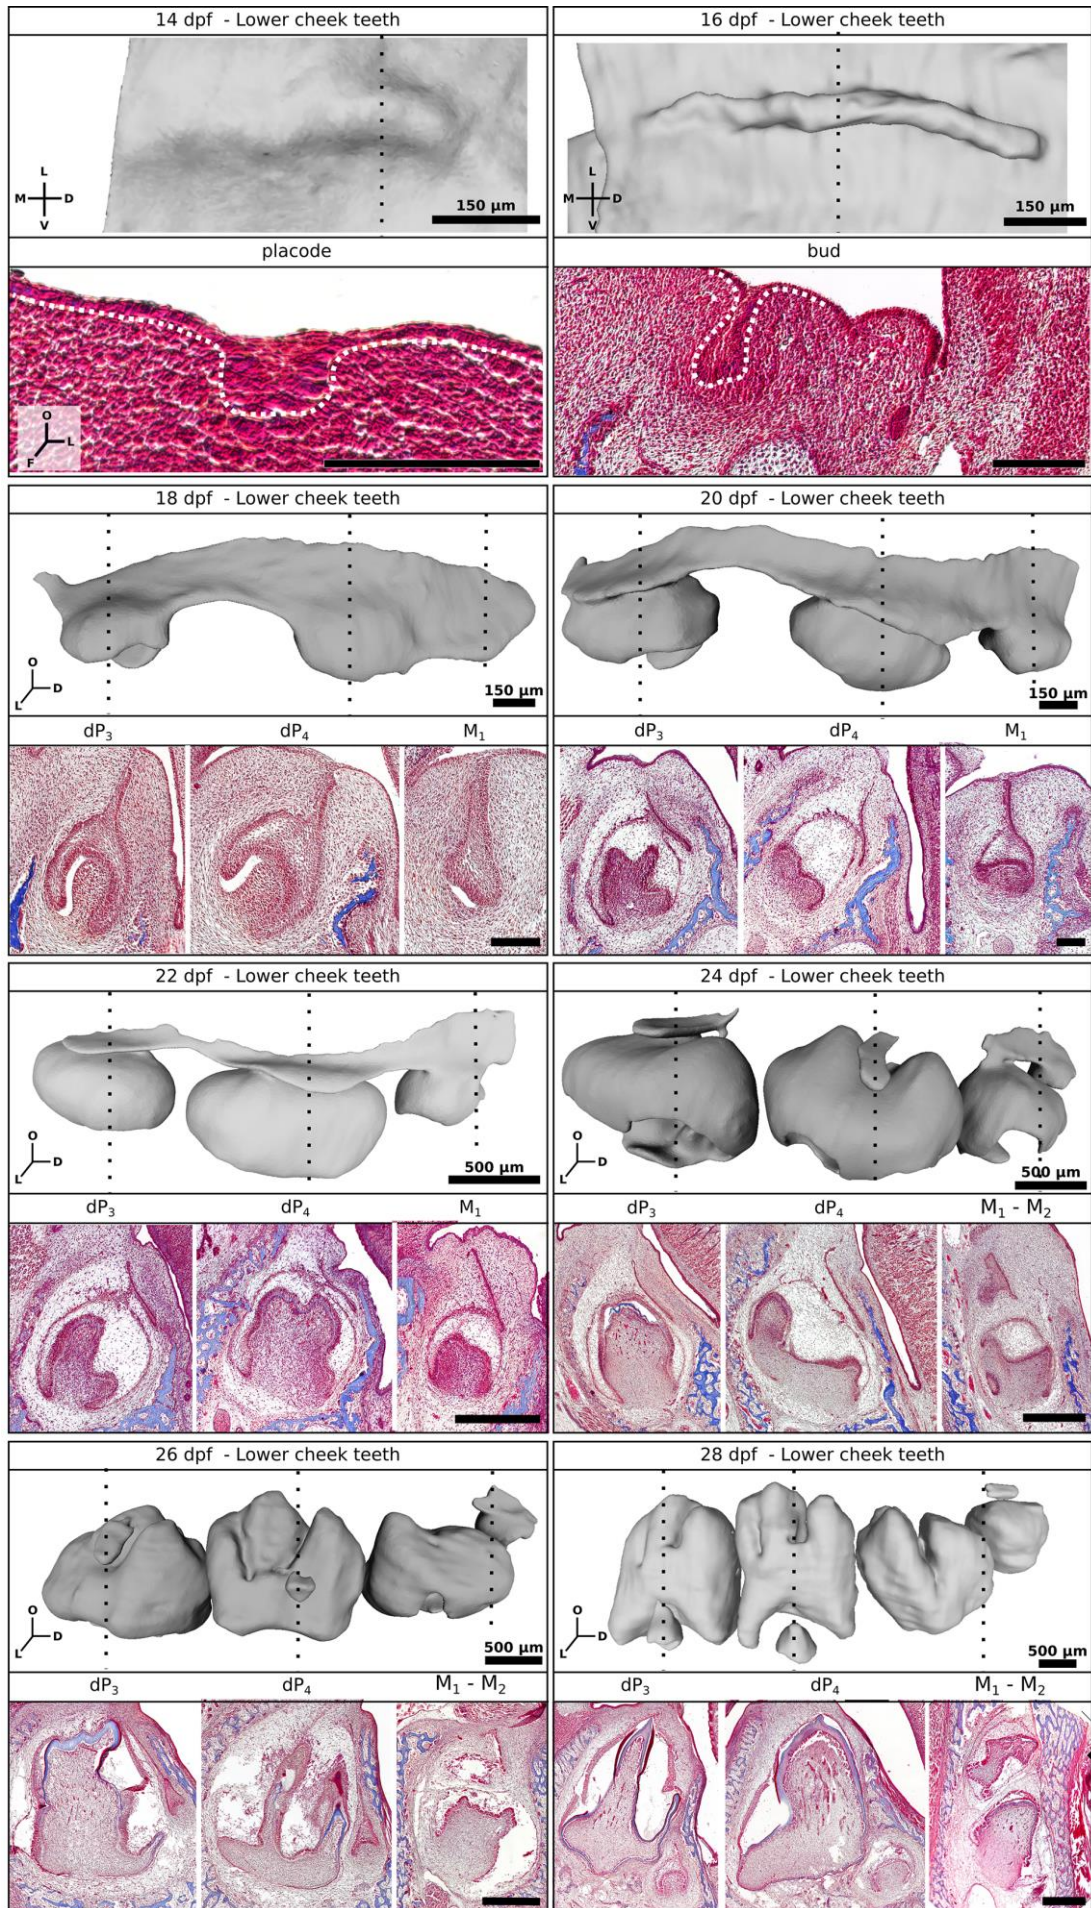 14 dpf - Lower cheek teeth
16 dpf - Lower cheek teeth
L
M D
V
150 µm
L
M D
V
150 µm
placode
bud
O
L
F
18 dpf - Lower cheek teeth
20 dpf - Lower cheek teeth
O
D
L
150 µm
150 µm
dP₃
dP₄
M₁
dP₃
dP₄
M₁
22 dpf - Lower cheek teeth
24 dpf - Lower cheek teeth
O
D
L
500 µm
O
D
L
500 µm
dP₃
dP₄
M₁
dP₃
dP₄
M₁ - M₂
26 dpf - Lower cheek teeth
28 dpf - Lower cheek teeth
O
D
L
500 µm
O
D
L
500 µm
dP₃
dP₄
M₁ - M₂
dP₃
dP₄
M₁ - M₂